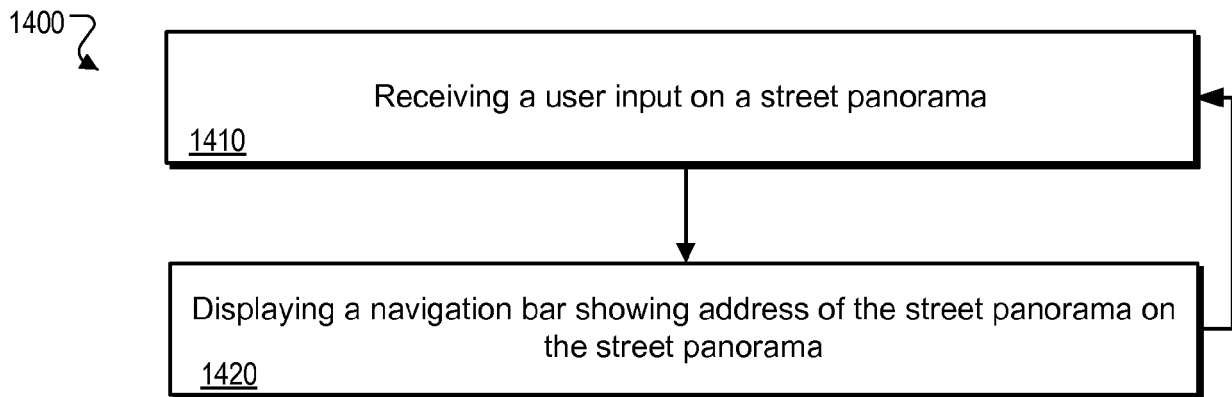 1400
Receiving a user input on a street panorama
1410
Displaying a navigation bar showing address of the street panorama on
the street panorama
1420